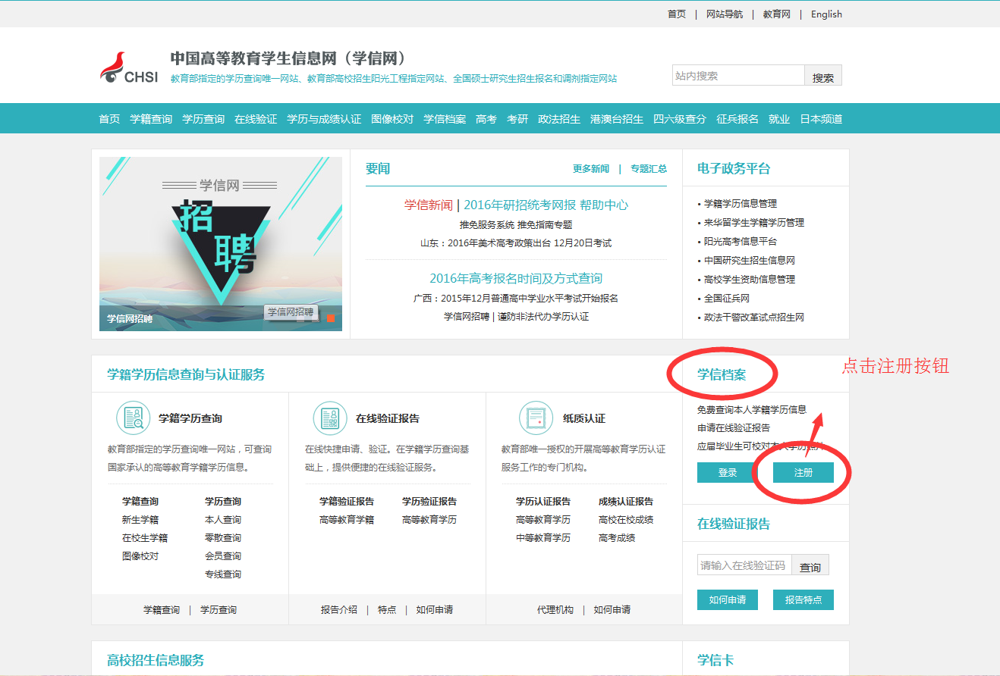 首页 | 网站导航 | 教育网 | English
中国高等教育学生信息网（学信网）
CHSI
教育部指定的学历查询唯一网站、教育部高校招生阳光工程指定网站、全国硕士研究生招生报名和调剂指定网站
站内搜索 搜索
首页 学籍查询 学历查询 在线验证 学历与成绩认证 图像校对 学信档案 高考 考研 政法招生 港澳台招生 四六级查分 征兵报名 就业 日本频道
学信网
招
聘
学信网招聘
学信网招聘
要闻 更多新闻 | 专题汇总
学信新闻 | 2016年研招统考网报 帮助中心
推免服务系统 推免指南专题
山东：2016年美术高考政策出台 12月20日考试
2016年高考报名时间及方式查询
广西：2015年12月普通高中学业水平考试开始报名
学信网招聘 | 谨防非法代办学历认证
电子政务平台
• 学籍学历信息管理
• 来华留学生学籍学历管理
• 阳光高考信息平台
• 中国研究生招生信息网
• 高校学生资助信息管理
• 全国征兵网
• 政法干警改革试点招生网
学籍学历信息查询与认证服务
学籍学历查询
教育部指定的学历查询唯一网站，可查询
国家承认的高等教育学籍学历信息。
学籍查询 学历查询
新生学籍 本人查询
在校生学籍 零散查询
图像校对 会员查询
专线查询
学籍查询 | 学历查询
在线验证报告
在线快捷申请、验证。在学籍学历查询基
础上，提供便捷的在线验证服务。
学籍验证报告 学历验证报告
高等教育学籍 高等教育学历
报告介绍 | 特点 | 如何申请
纸质认证
教育部唯一授权的开展高等教育学历认证
服务工作的专门机构。
学历认证报告 成绩认证报告
高等教育学历 高校在校成绩
中等教育学历 高考成绩
代理机构 | 如何申请
学信档案
点击注册按钮
免费查询本人学籍学历信息
申请在线验证报告
应届毕业生可校对本人学历照片
登录 注册
在线验证报告
请输入在线验证码 查询
如何申请 报告特点
高校招生信息服务
学信卡